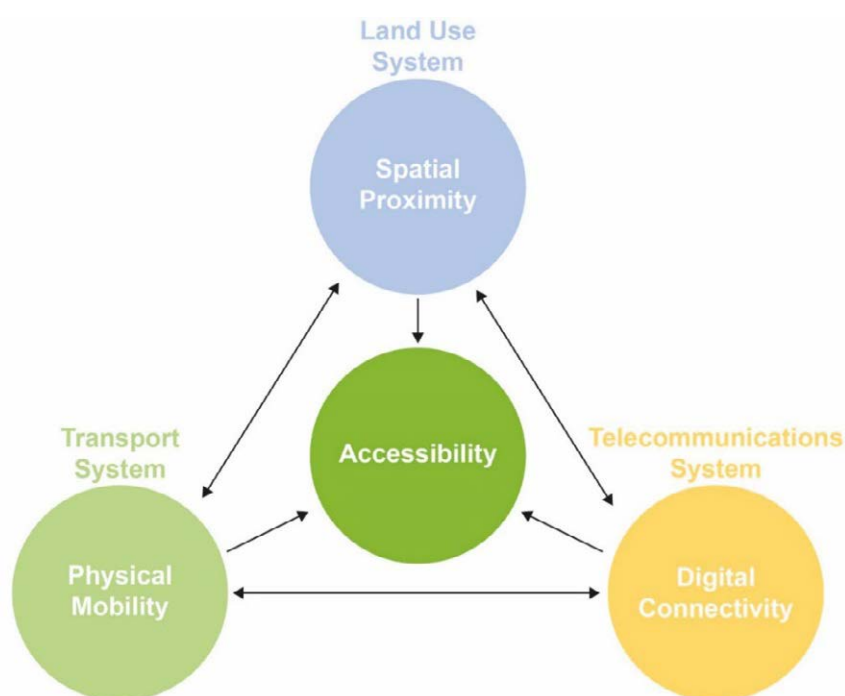 Land Use
System
Spatial
Proximity
Accessibility
Transport
System
Physical
Mobility
Telecommunications
System
Digital
Connectivity